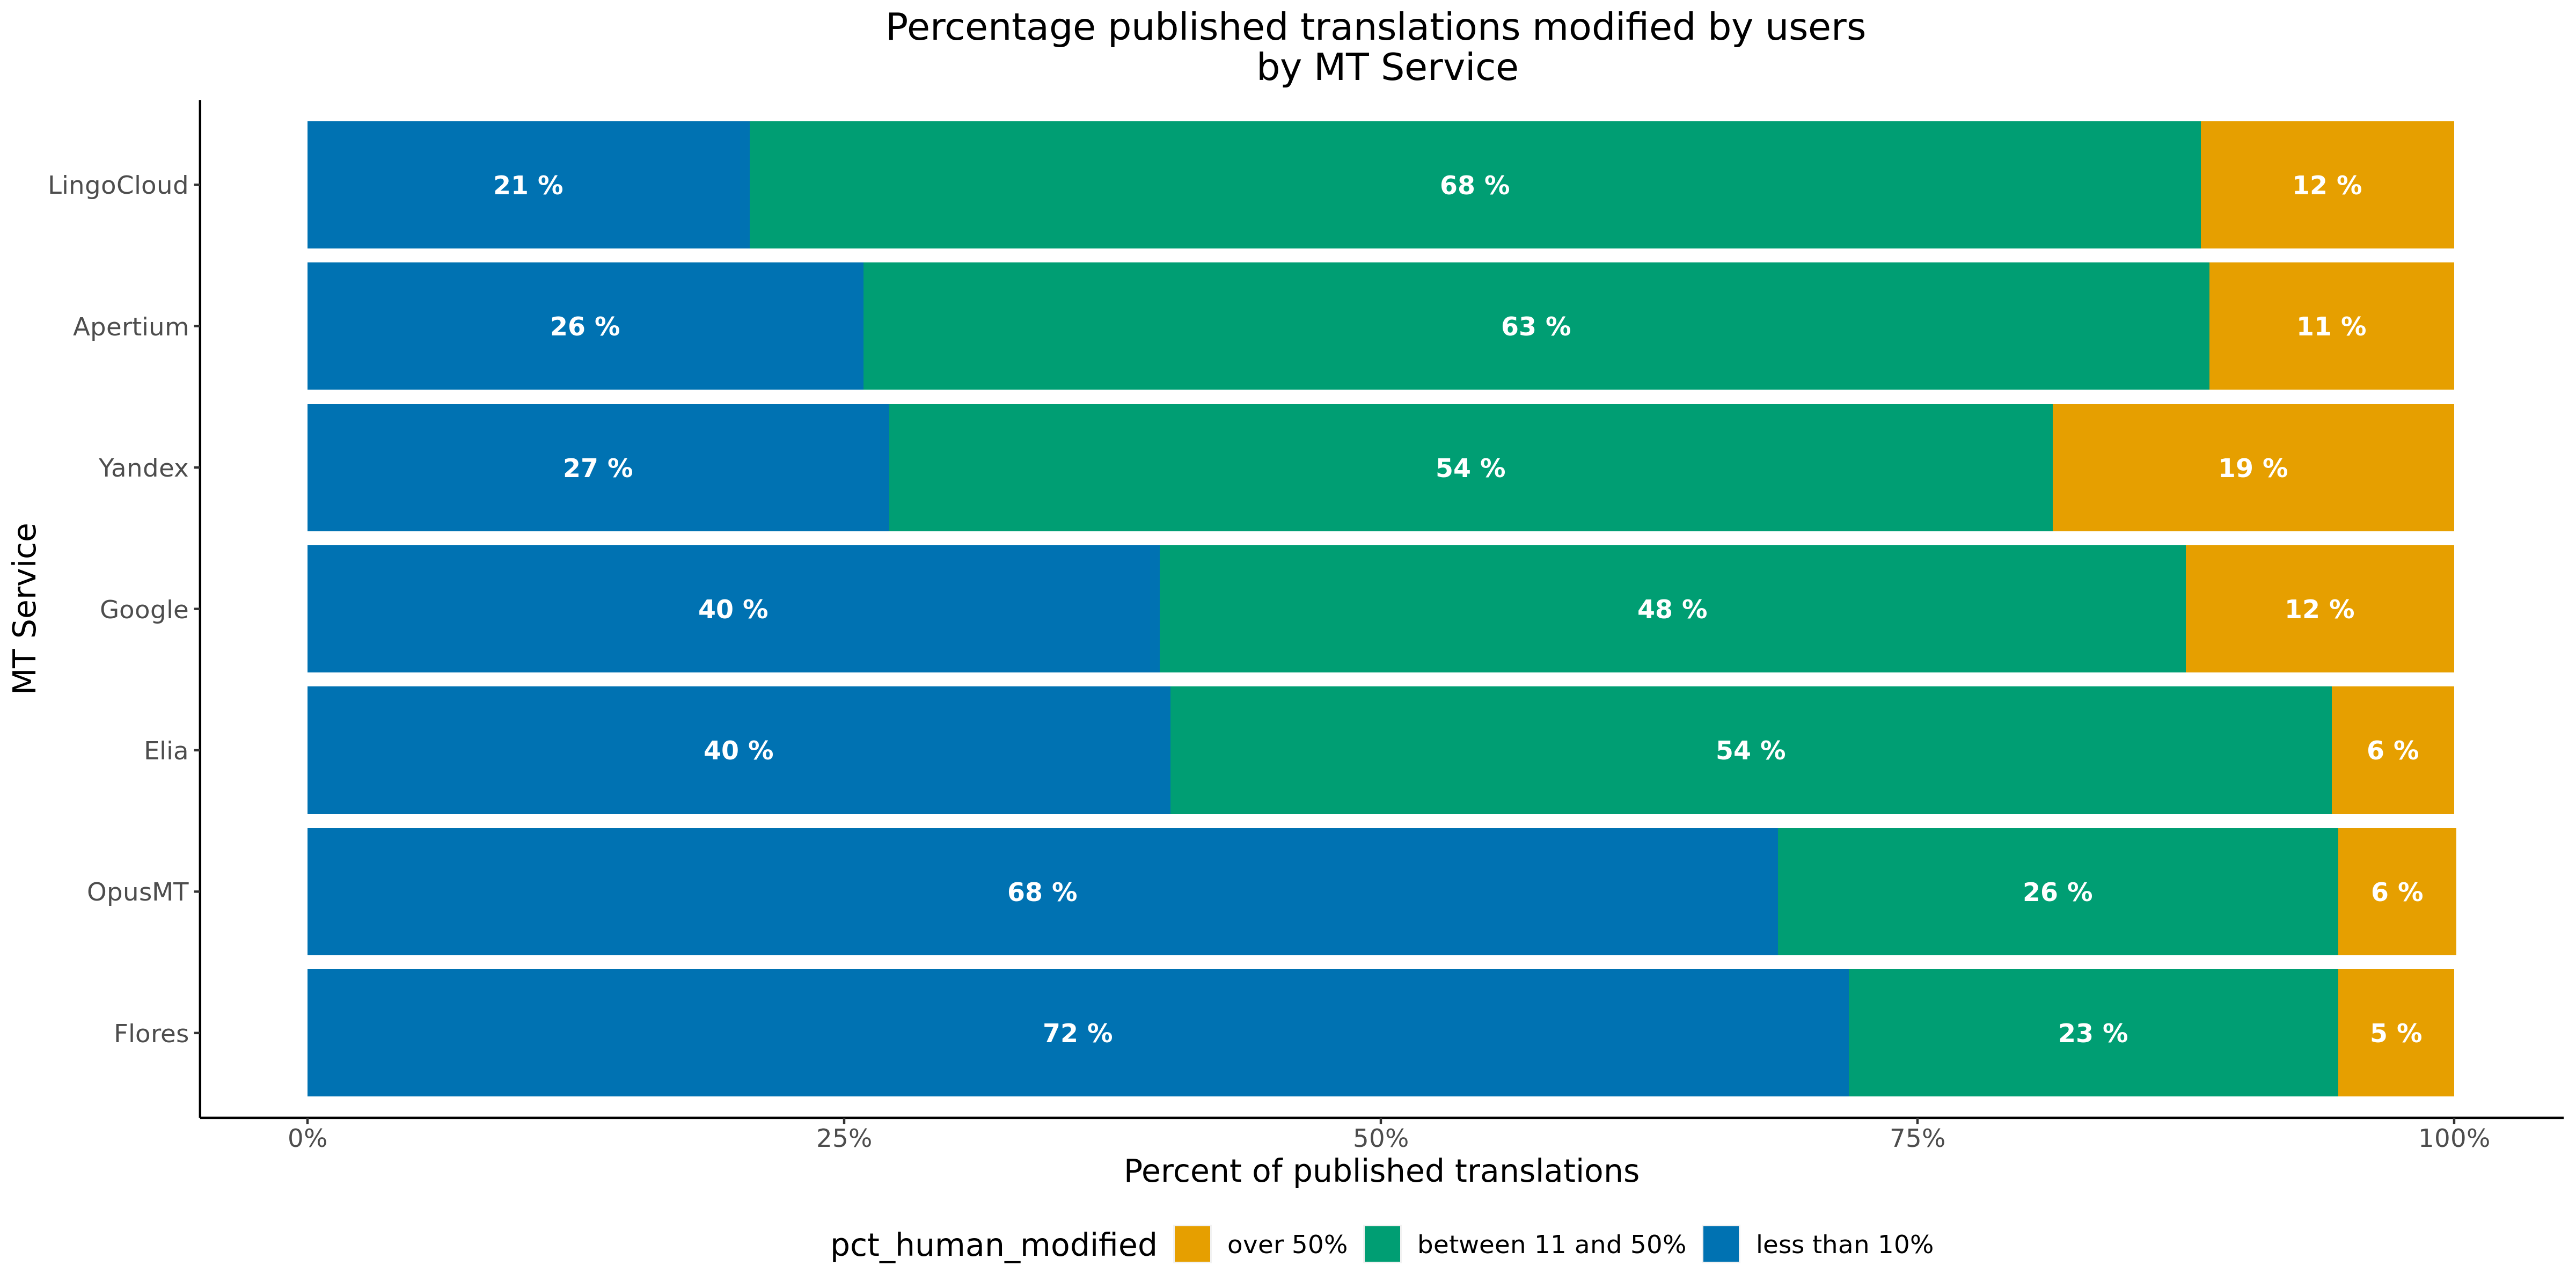 Percentage published translations modified by users
by MT Service
MT Service
LingoCloud
21 %
68 %
12 %
Apertium
26 %
63 %
11 %
Yandex
27 %
54 %
19 %
Google
40 %
48 %
12 %
Elia
40 %
54 %
6 %
OpusMT
68 %
26 %
6 %
Flores
72 %
23 %
5 %
0%
25%
50%
75%
100%
Percent of published translations
pct_human_modified
over 50%
between 11 and 50%
less than 10%